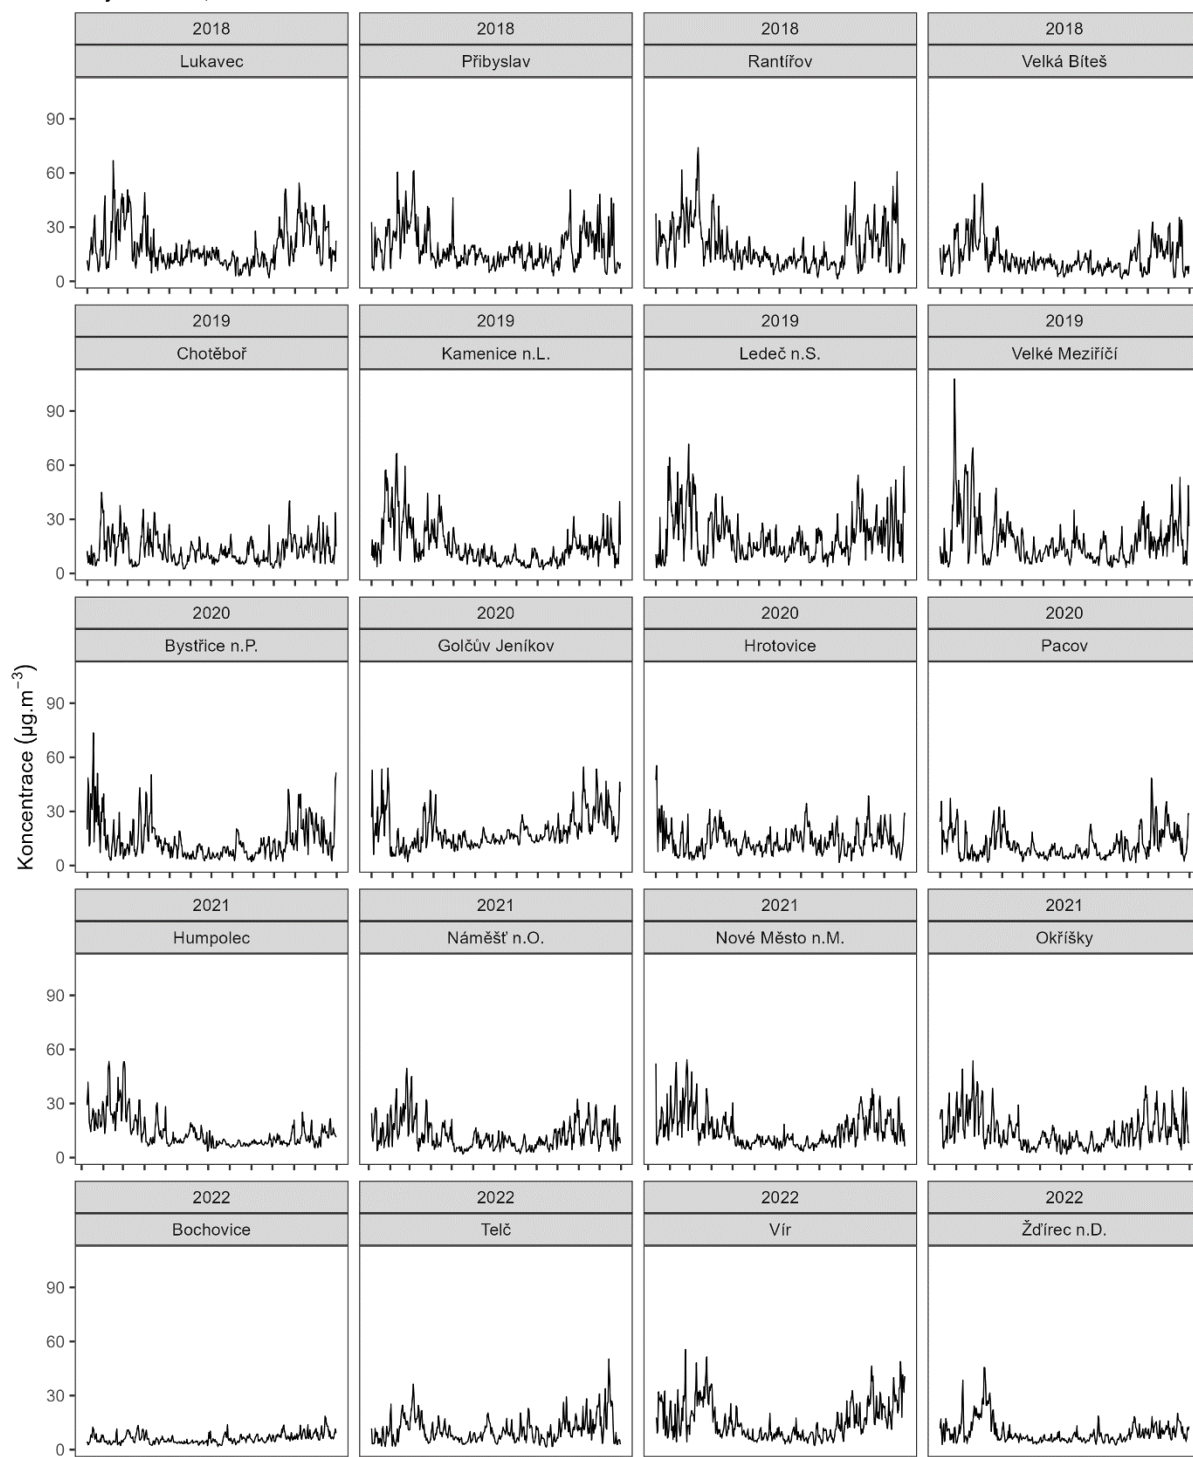 2018 2018 2018 2018
Lukavec Přibyslav Rantířov Velká Bíteš
90
60
30
0
2019 2019 2019 2019
Chotěboř Kamenice n.L. Ledeč n.S. Velké Meziříčí
90
60
30
0
2020 2020 2020 2020
Bystřice n.P. Golčův Jeníkov Hrotovice Pacov
Koncentrace (µg.m⁻³)
90
60
30
0
2021 2021 2021 2021
Humpolec Náměšť n.O. Nové Město n.M. Okříšky
90
60
30
0
2022 2022 2022 2022
Bochovice Telč Vír Žďírec n.D.
90
60
30
0